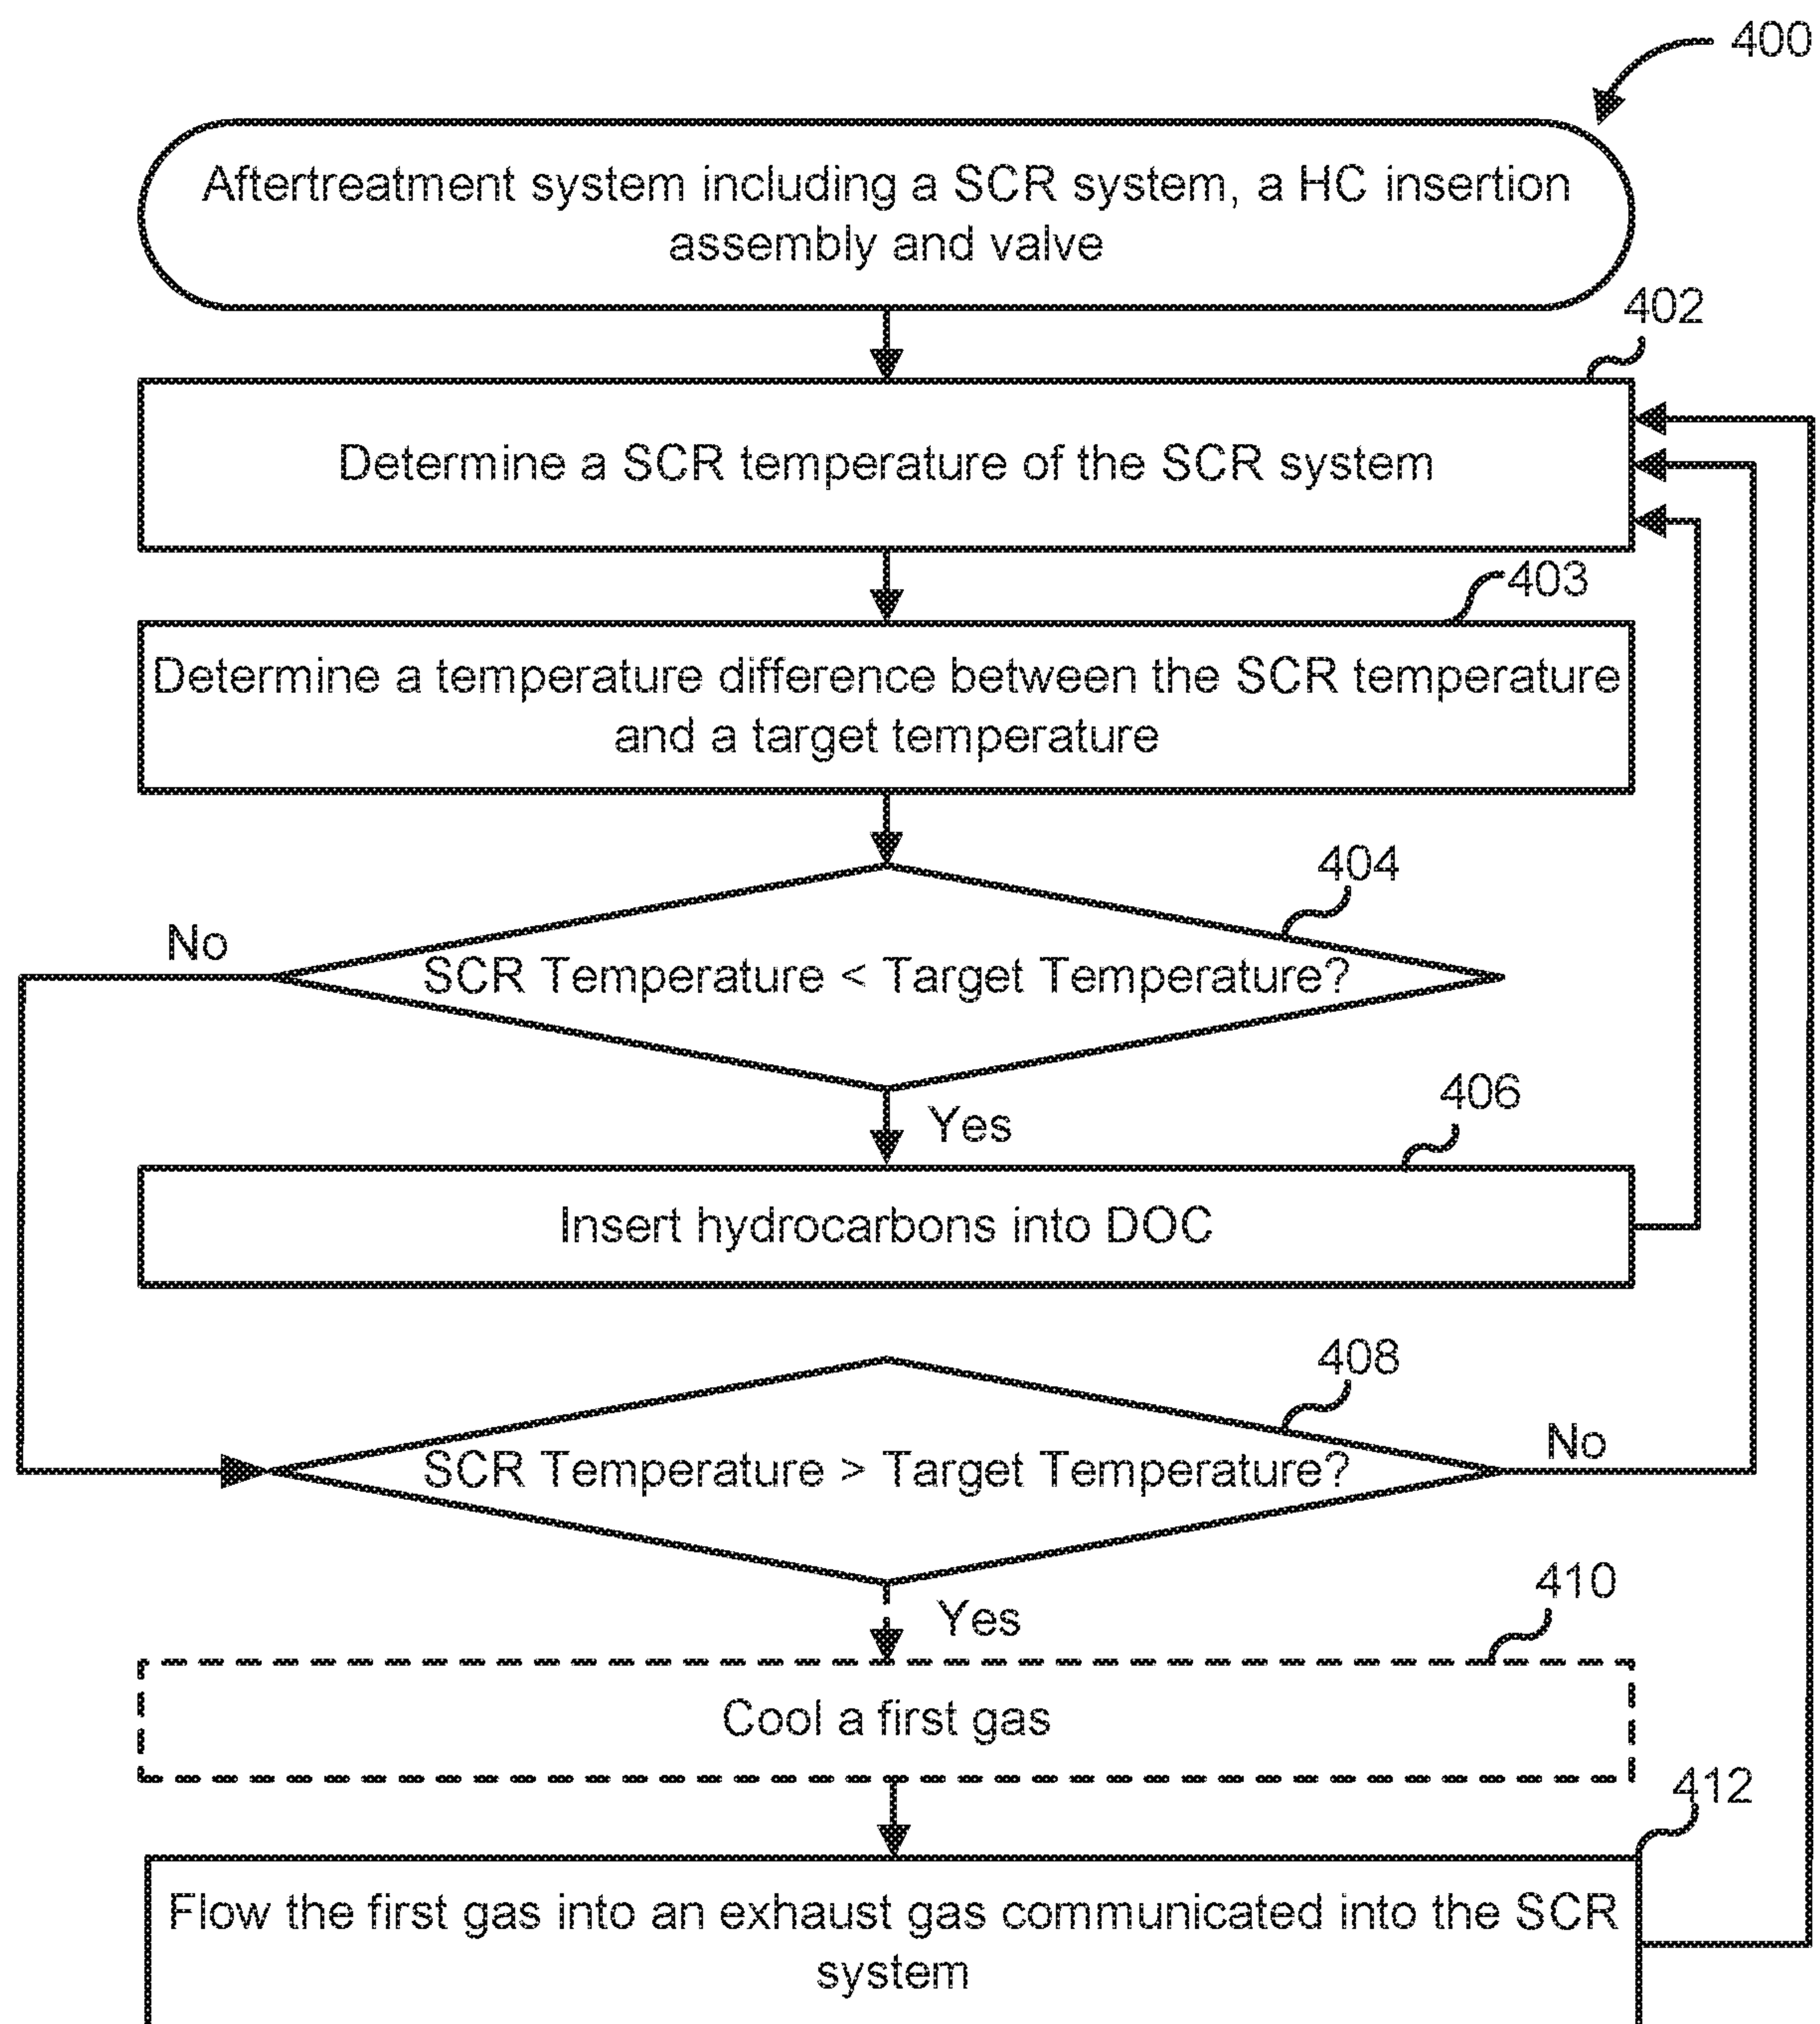 400
Aftertreatment system including a SCR system, a HC insertion
assembly and valve
402
Determine a SCR temperature of the SCR system
403
Determine a temperature difference between the SCR temperature
and a target temperature
404
No
SCR Temperature < Target Temperature?
Yes
406
Insert hydrocarbons into DOC
408
SCR Temperature > Target Temperature?
No
Yes
410
Cool a first gas
412
Flow the first gas into an exhaust gas communicated into the SCR
system